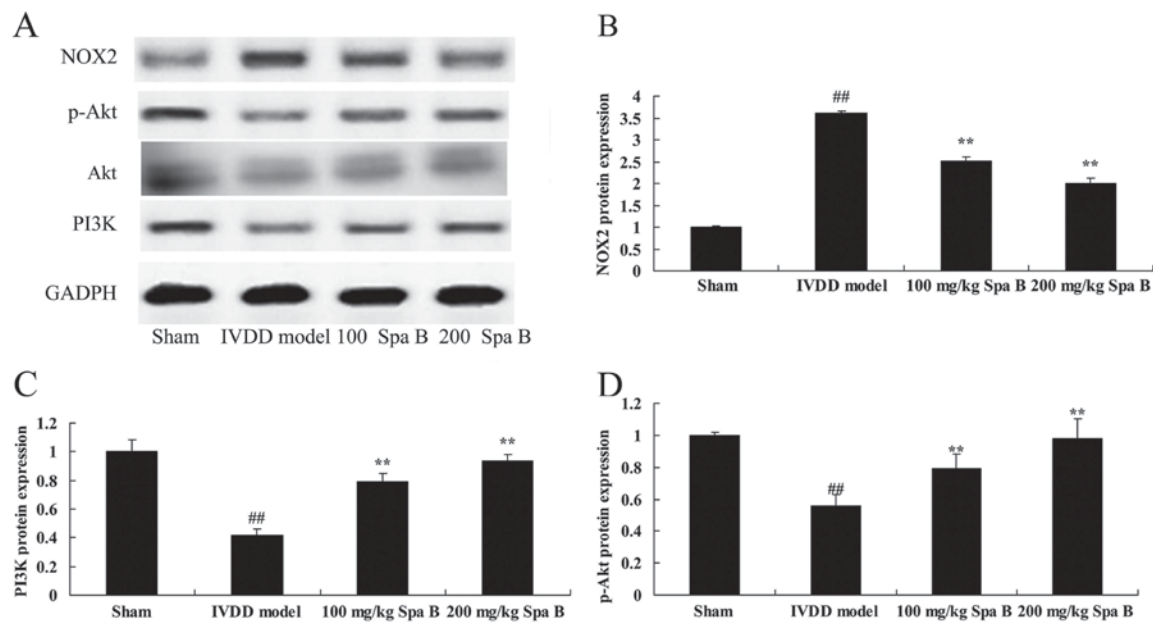 A
NOX2
p-Akt
Akt
PI3K
GADPH
Sham IVDD model 100 Spa B 200 Spa B
B
NOX2 protein expression
4
3.5
3
2.5
2
1.5
1
0.5
0
##
**
**
Sham IVDD model 100 mg/kg Spa B 200 mg/kg Spa B
C
PI3K protein expression
1.2
1
0.8
0.6
0.4
0.2
0
##
**
**
Sham IVDD model 100 mg/kg Spa B 200 mg/kg Spa B
D
p-Akt protein expression
1.2
1
0.8
0.6
0.4
0.2
0
##
**
**
Sham IVDD model 100 mg/kg Spa B 200 mg/kg Spa B